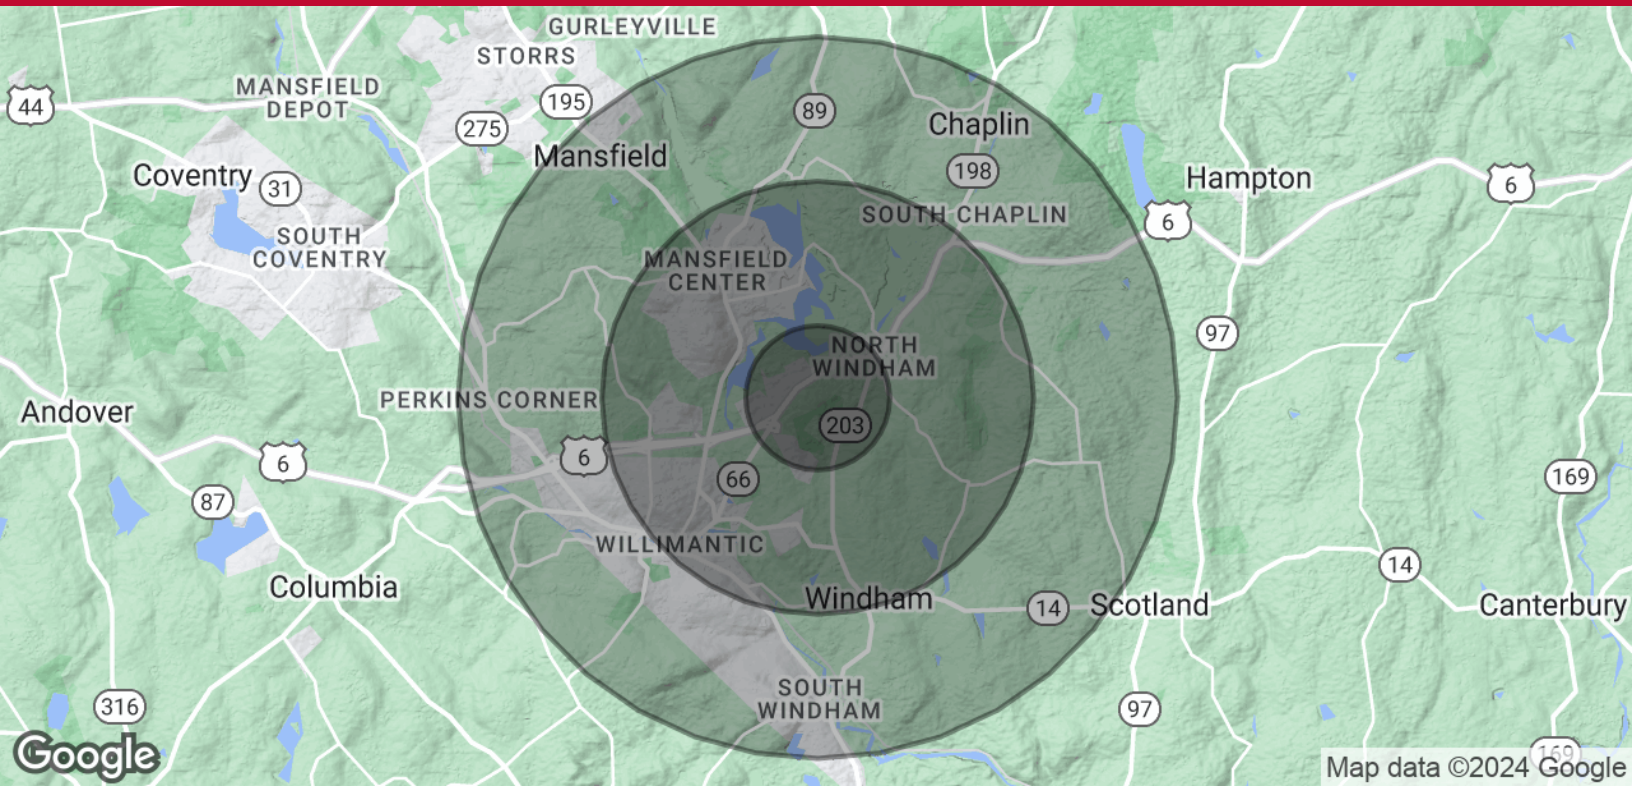 GURLEYVILLE
STORRS
MANSFIELD
DEPOT
44
195
89
275
Chaplin
Mansfield
198
Coventry
31
Hampton
6
SOUTH CHAPLIN
6
SOUTH
COVENTRY
MANSFIELD
CENTER
97
NORTH
WINDHAM
PERKINS CORNER
Andover
203
6
6
66
169
87
WILLIMANTIC
14
Columbia
Windham
14
Scotland
Canterbury
SOUTH
WINDHAM
316
97
169
Google
Map data ©2024 Google